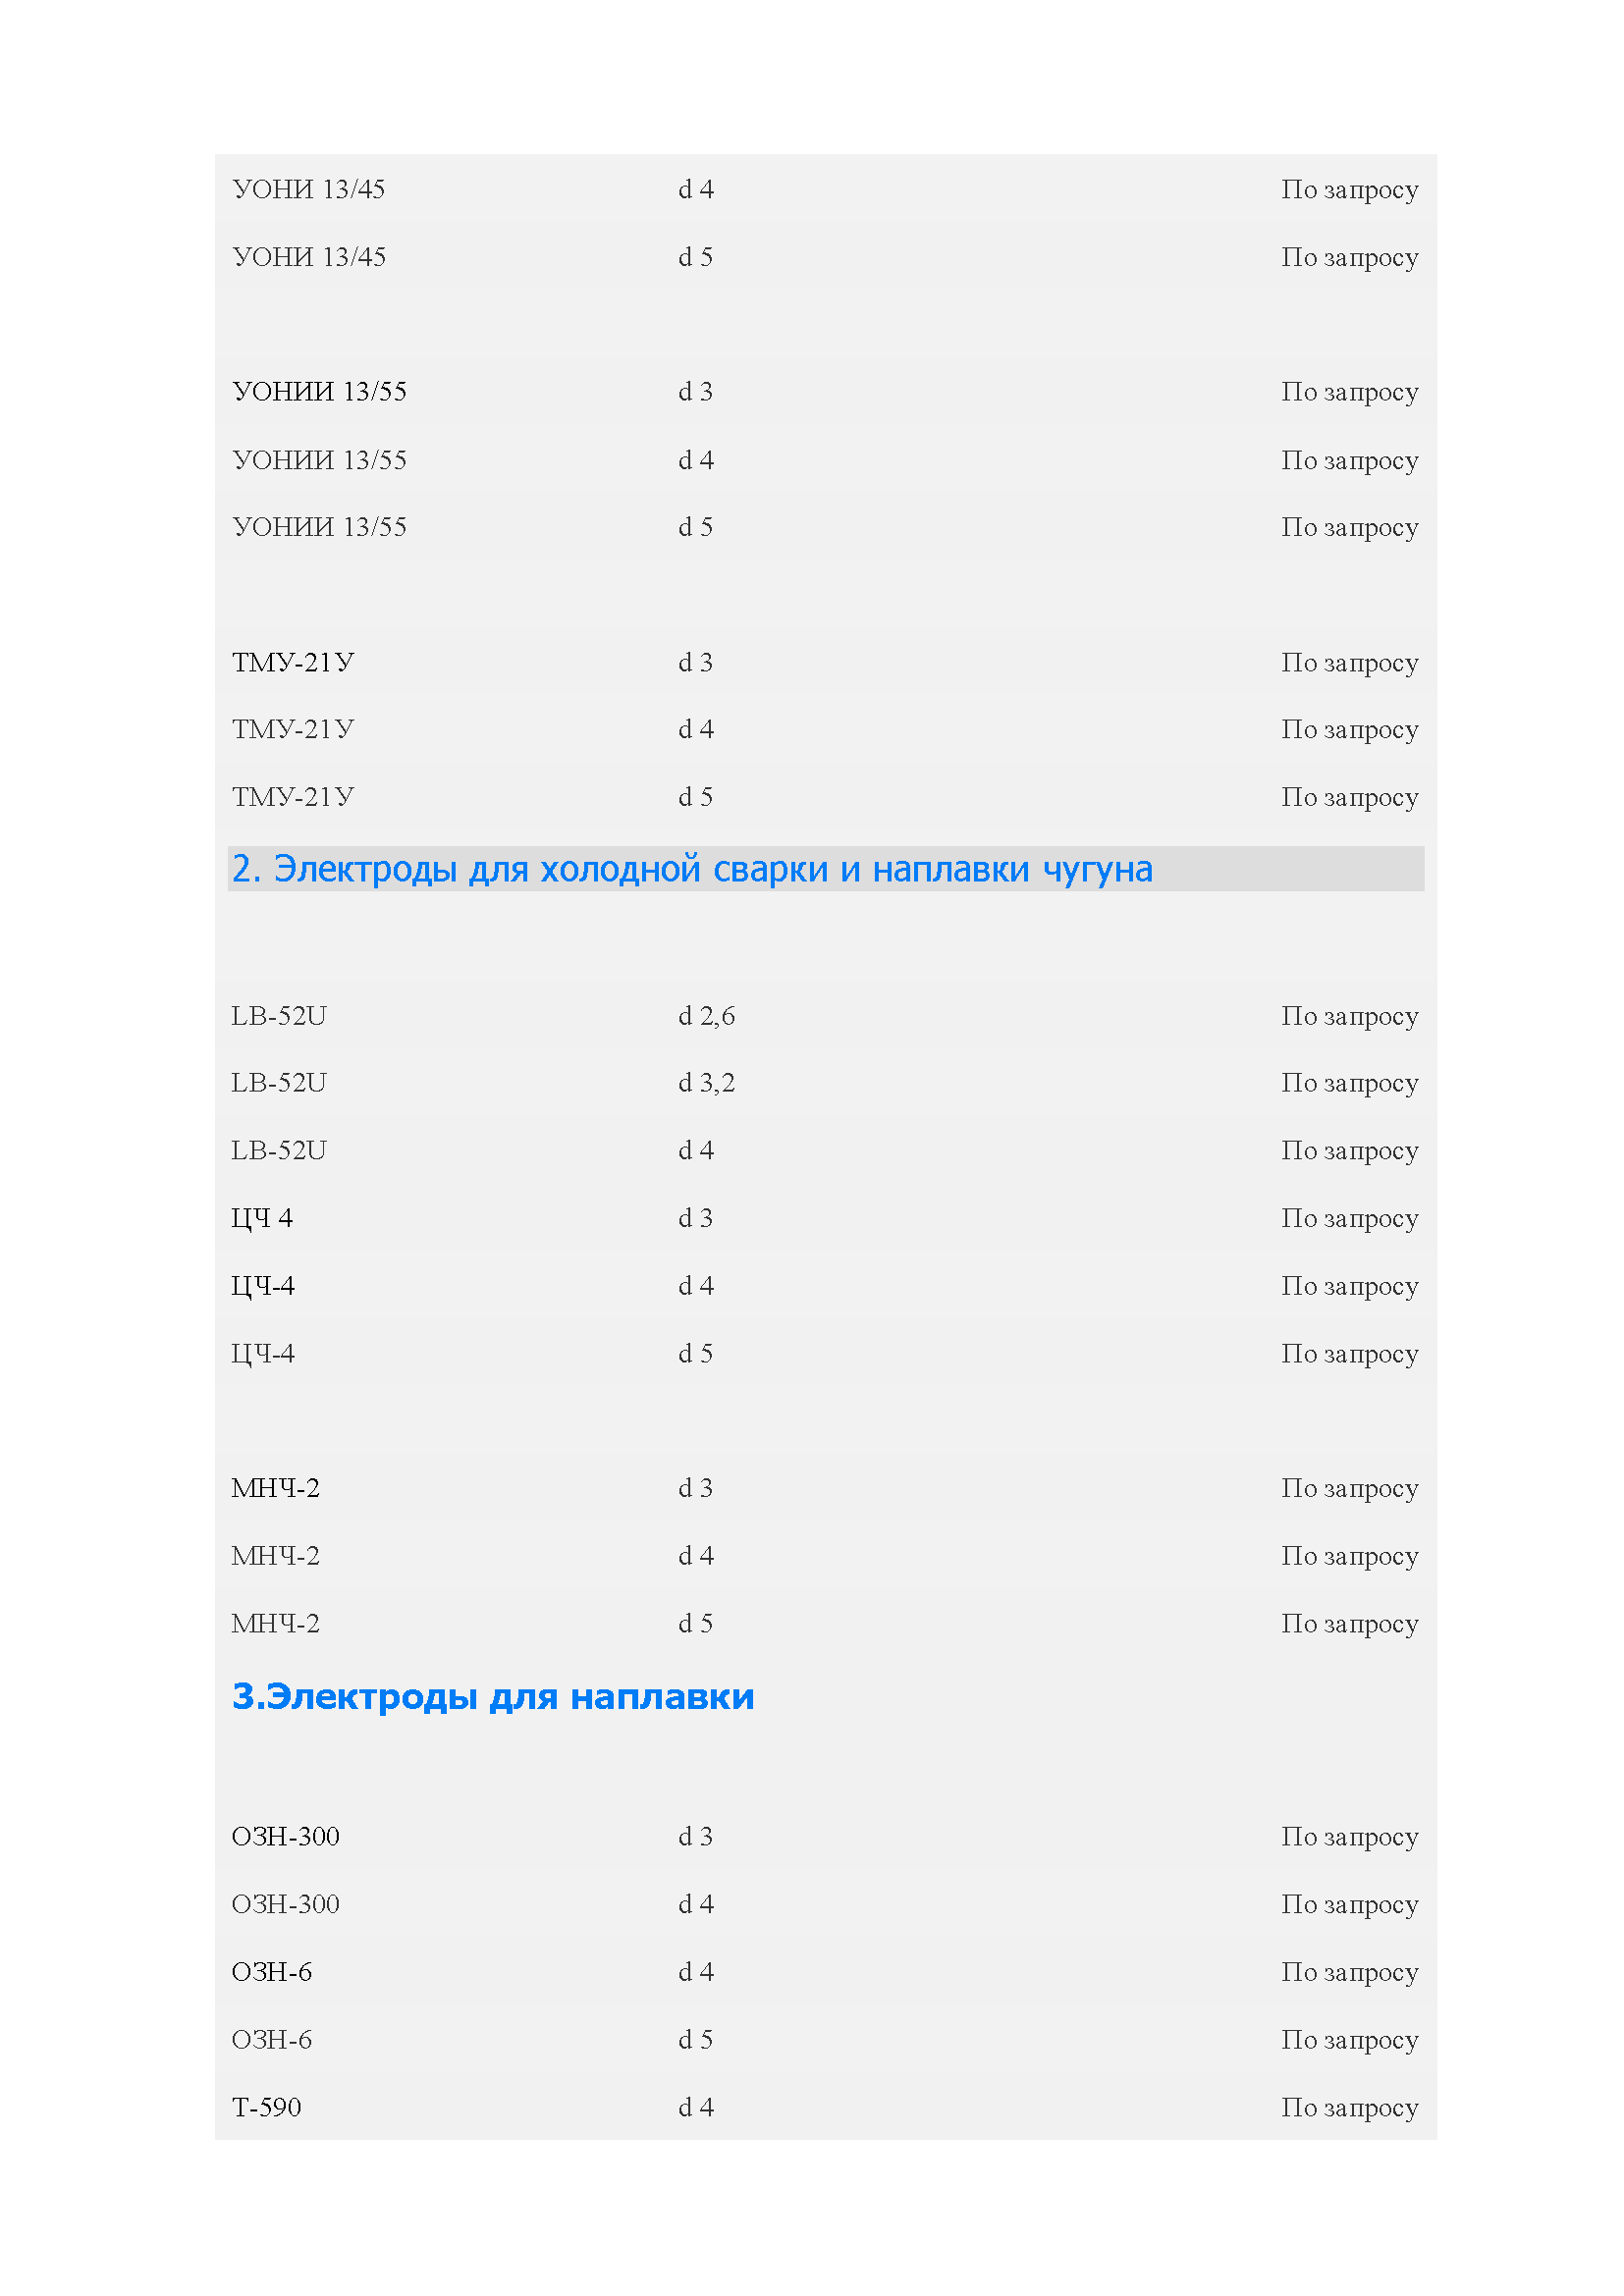 УОНИ 13/45 d 4 По запросу
УОНИ 13/45 d 5 По запросу
УОНИИ 13/55 d 3 По запросу
УОНИИ 13/55 d 4 По запросу
УОНИИ 13/55 d 5 По запросу
ТМУ-21У d 3 По запросу
ТМУ-21У d 4 По запросу
ТМУ-21У d 5 По запросу
2. Электроды для холодной сварки и наплавки чугуна
LB-52U d 2,6 По запросу
LB-52U d 3,2 По запросу
LB-52U d 4 По запросу
ЦЧ 4 d 3 По запросу
ЦЧ-4 d 4 По запросу
ЦЧ-4 d 5 По запросу
МНЧ-2 d 3 По запросу
МНЧ-2 d 4 По запросу
МНЧ-2 d 5 По запросу
3.Электроды для наплавки
ОЗН-300 d 3 По запросу
ОЗН-300 d 4 По запросу
ОЗН-6 d 4 По запросу
ОЗН-6 d 5 По запросу
Т-590 d 4 По запросу